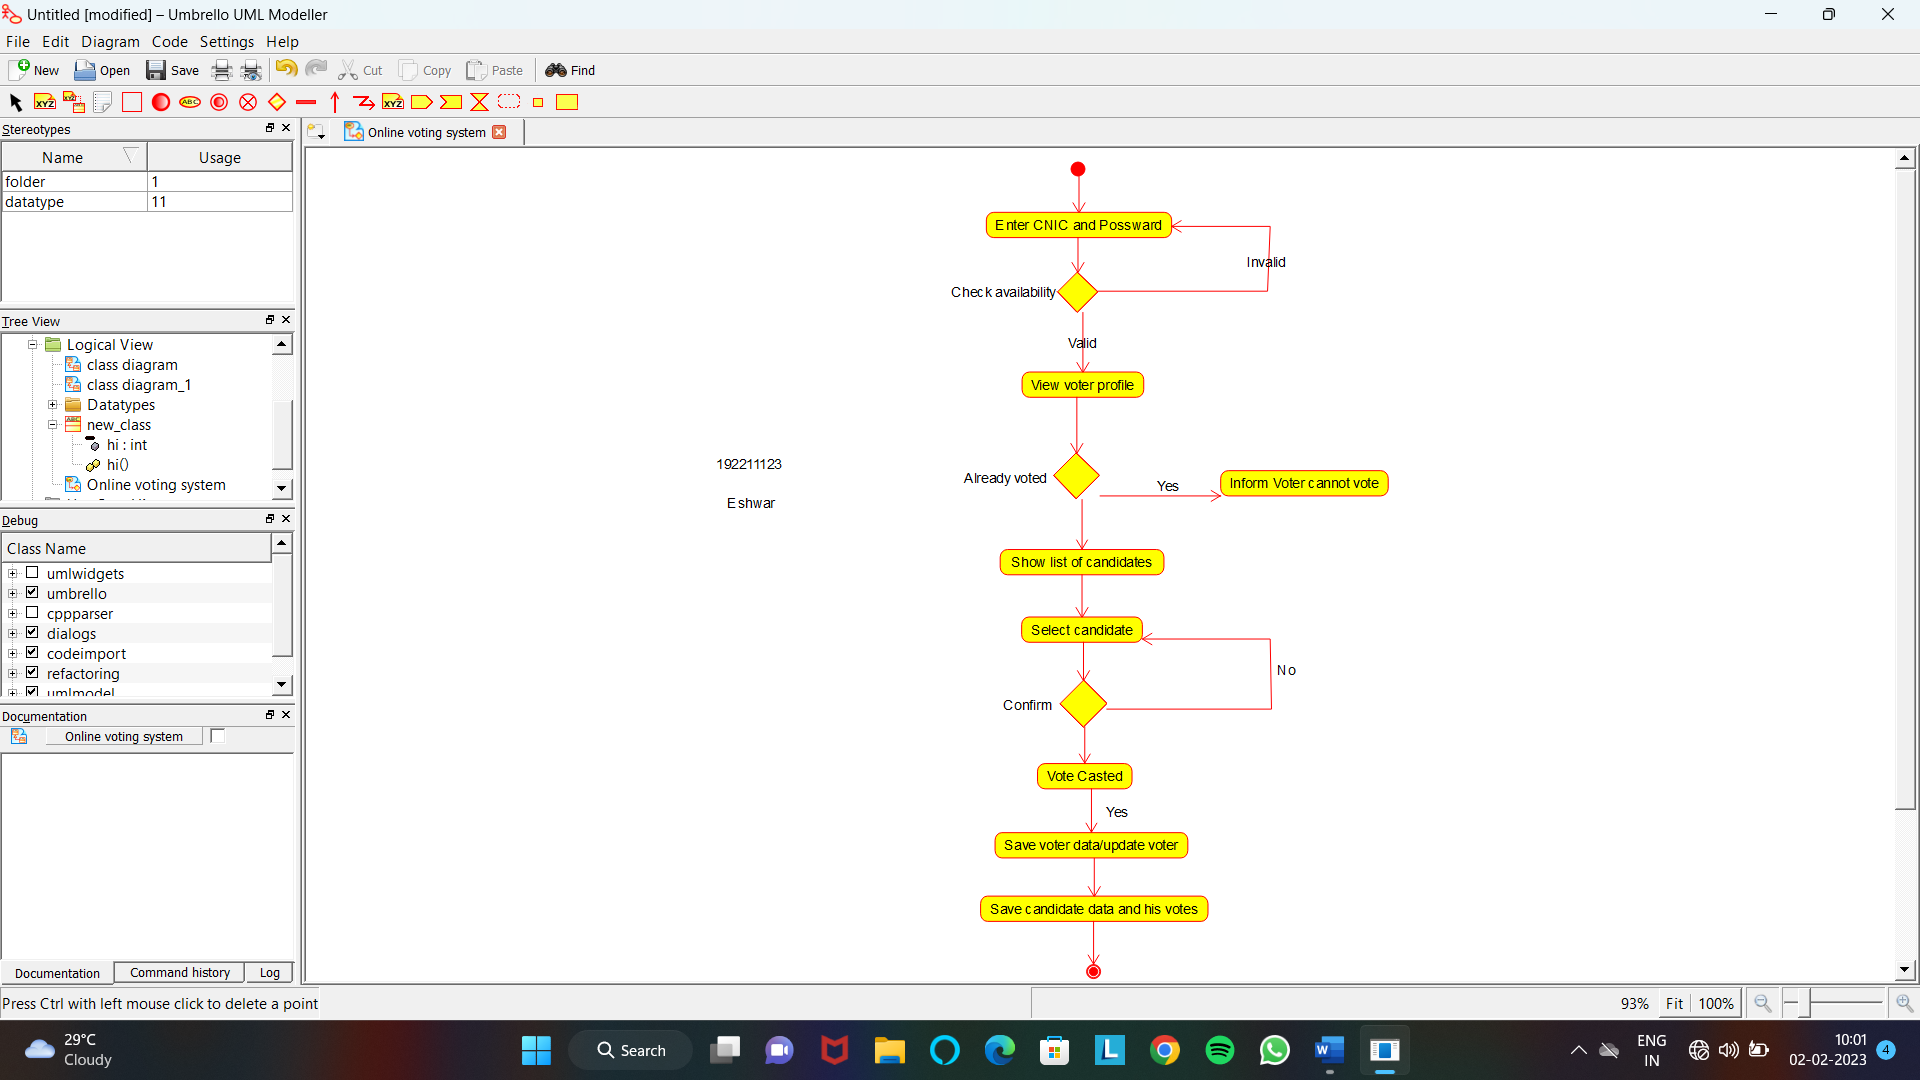 Untitled [modified] – Umbrello UML Modeller
File Edit Diagram Code Settings Help
New Open Save Cut Copy Paste Find
XYZ XYZ ABC XYZ
Stereotypes
Name Usage
folder 1
datatype 11
Tree View
Logical View
class diagram
class diagram_1
Datatypes
new_class
hi : int
hi()
Online voting system
Debug
Class Name
umlwidgets
umbrello
cppparser
dialogs
codeimport
refactoring
umlmodel
Documentation
Online voting system
Documentation Command history Log
Press Ctrl with left mouse click to delete a point
Online voting system
Enter CNIC and Possward
Invalid
Check availability
Valid
View voter profile
192211123
Eshwar
Already voted
Yes
Inform Voter cannot vote
Show list of candidates
Select candidate
No
Confirm
Vote Casted
Yes
Save voter data/update voter
Save candidate data and his votes
93% Fit 100%
29°C
Cloudy
Search
ENG
IN
10:01
02-02-2023
4